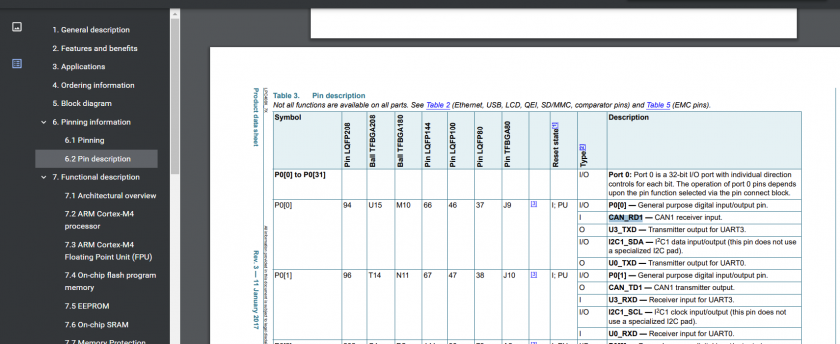 1. General description
2. Features and benefits
3. Applications
4. Ordering information
5. Block diagram
6. Pinning information
6.1 Pinning
6.2 Pin description
7. Functional description
7.1 Architectural overview
7.2 ARM Cortex-M4
processor
7.3 ARM Cortex-M4
Floating Point Unit (FPU)
7.4 On-chip flash program
memory
7.5 EEPROM
7.6 On-chip SRAM
7.7 Memory Protection
Product data sheet
Rev. 3 — 11 January 2017
Table 3. Pin description
Not all functions are available on all parts. See Table 2 (Ethernet, USB, LCD, QEI, SD/MMC, comparator pins) and Table 5 (EMC pins).
Symbol Pin LQFP208 Ball TFBGA208 Ball TFBGA180 Pin LQFP144 Pin LQFP100 Pin LQFP80 Pin TFBGA80 Reset state[1] Type[2] Description
P0[0] to P0[31] I/O Port 0: Port 0 is a 32-bit I/O port with individual direction
controls for each bit. The operation of port 0 pins depends
upon the pin function selected via the pin connect block.
P0[0] 94 U15 M10 66 46 37 J9 [3] I; PU I/O P0[0] — General purpose digital input/output pin.
I CAN_RD1 — CAN1 receiver input.
O U3_TXD — Transmitter output for UART3.
I/O I2C1_SDA — I²C1 data input/output (this pin does not use
a specialized I2C pad).
O U0_TXD — Transmitter output for UART0.
P0[1] 96 T14 N11 67 47 38 J10 [3] I; PU I/O P0[1] — General purpose digital input/output pin.
O CAN_TD1 — CAN1 transmitter output.
I U3_RXD — Receiver input for UART3.
I/O I2C1_SCL — I²C1 clock input/output (this pin does not
use a specialized I2C pad).
I U0_RXD — Receiver input for UART0.